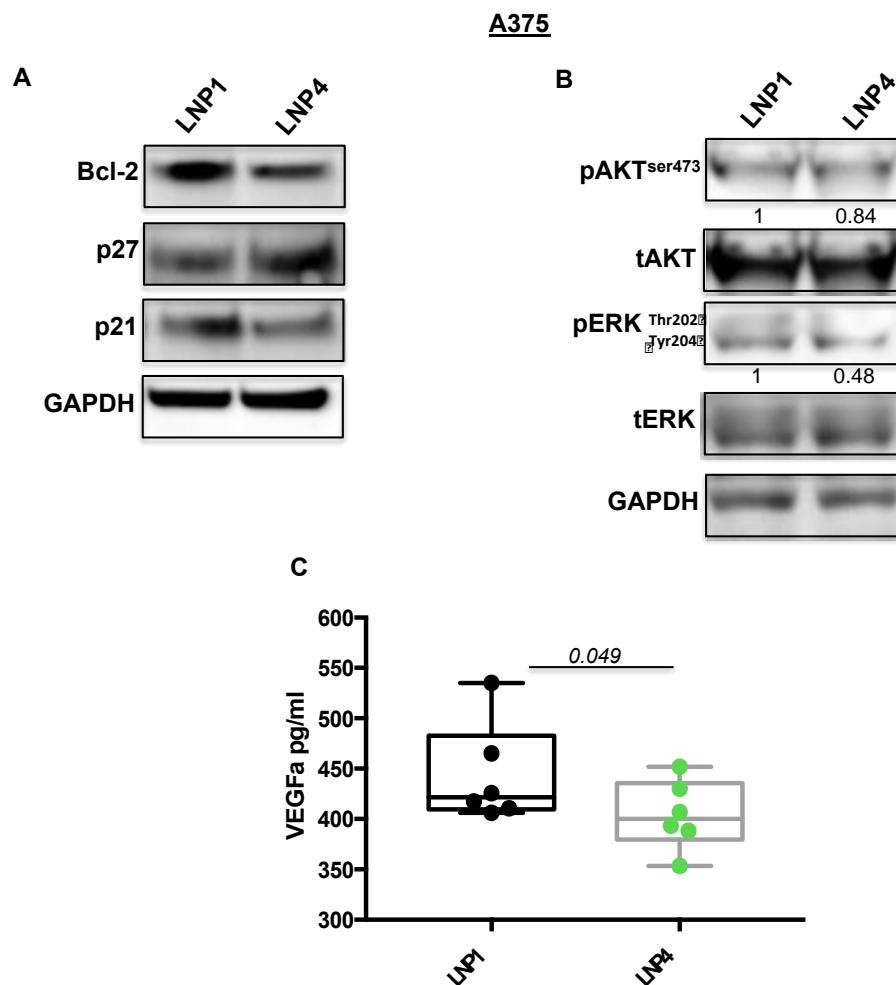 A375
A
LNP1
LNP4
Bcl-2
p27
p21
GAPDH
B
LNP1
LNP4
pAKTser473
1
0.84
tAKT
pERK Thr202
Tyr204
1
0.48
tERK
GAPDH
C
600
550
500
450
400
350
300
VEGFa pg/ml
0.049
LNP1
LNP4